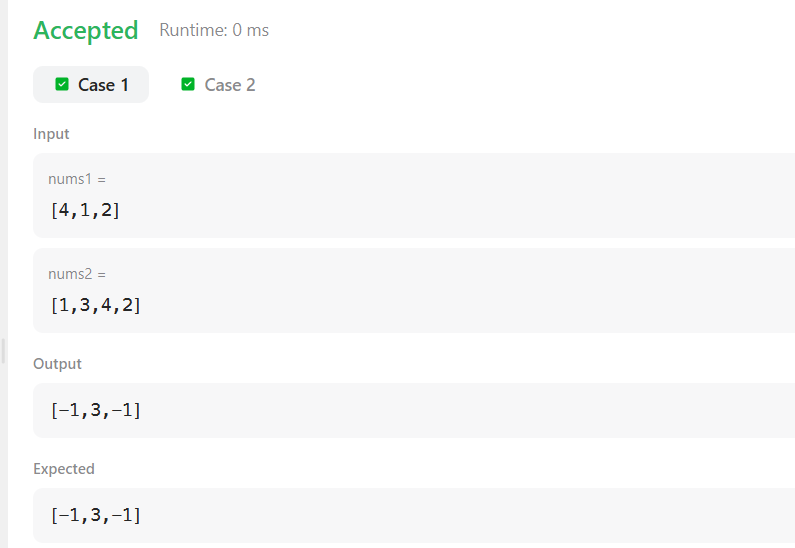 Accepted Runtime: 0 ms
Case 1 Case 2
Input
nums1 =
[4,1,2]
nums2 =
[1,3,4,2]
Output
[-1,3,-1]
Expected
[-1,3,-1]